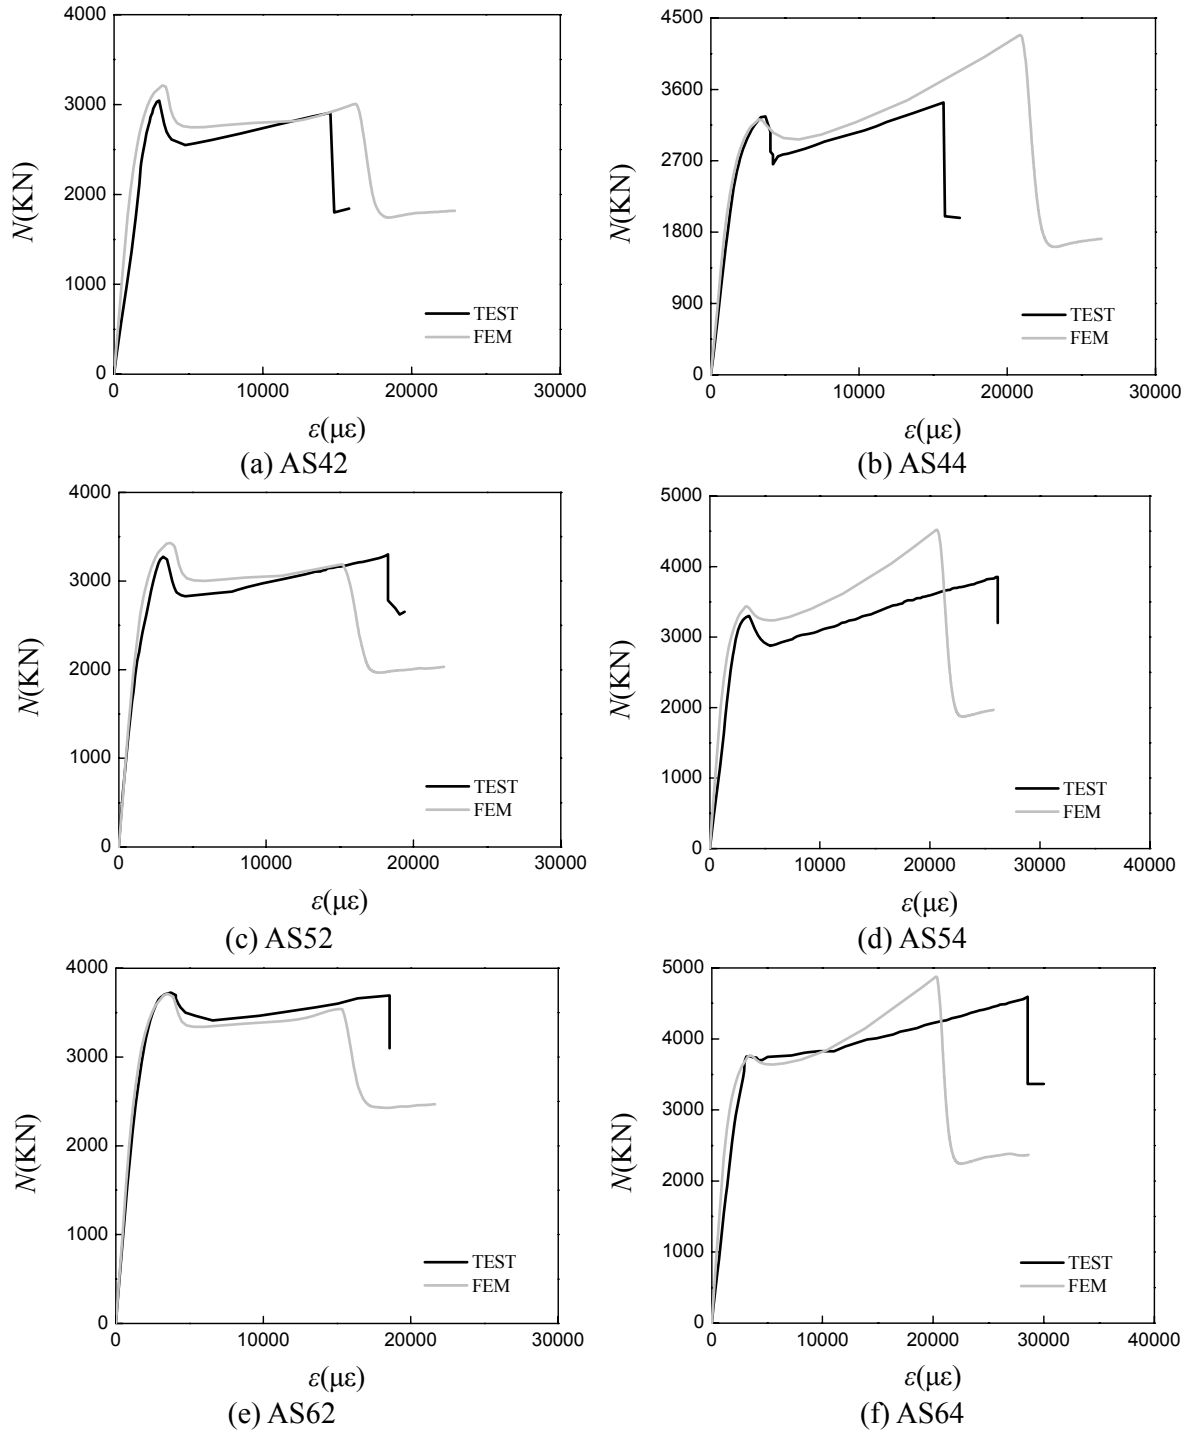 4000
3000
2000
1000
0
0 10000 20000 30000
N(KN)
ε(με)
TEST
FEM
(a) AS42
4500
3600
2700
1800
900
0
0 10000 20000 30000
N(KN)
ε(με)
TEST
FEM
(b) AS44
4000
3000
2000
1000
0
0 10000 20000 30000
N(KN)
ε(με)
TEST
FEM
(c) AS52
5000
4000
3000
2000
1000
0
0 10000 20000 30000 40000
N(KN)
ε(με)
TEST
FEM
(d) AS54
4000
3000
2000
1000
0
0 10000 20000 30000
N(KN)
ε(με)
TEST
FEM
(e) AS62
5000
4000
3000
2000
1000
0
0 10000 20000 30000 40000
N(KN)
ε(με)
TEST
FEM
(f) AS64